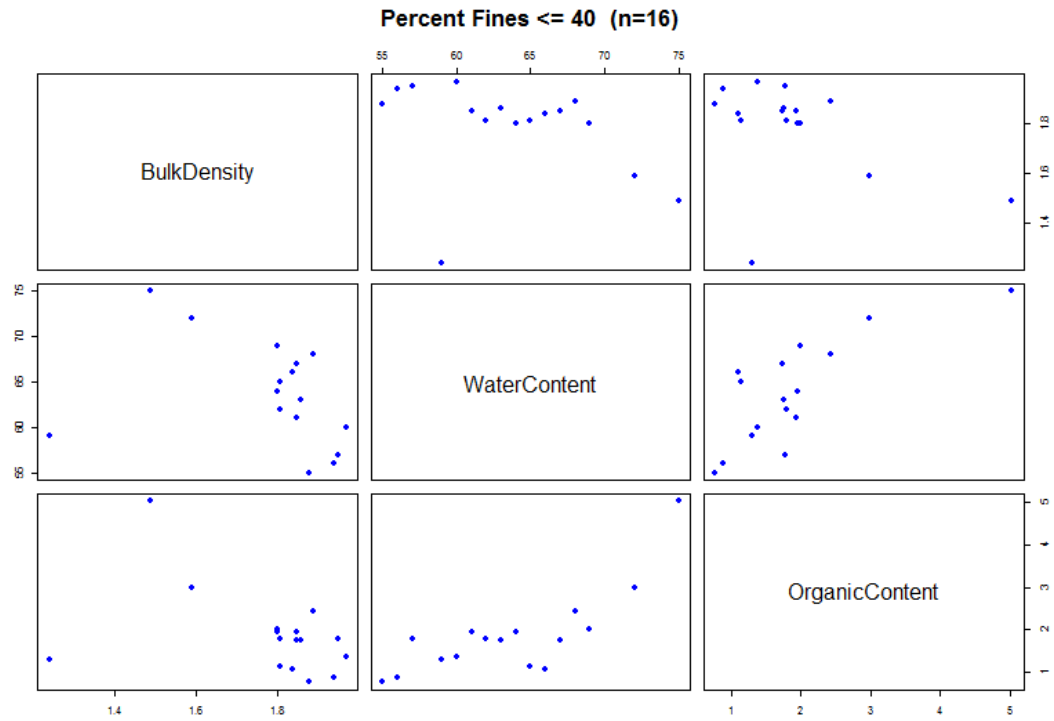 Percent Fines <= 40 (n=16)
55 60 65 70 75
BulkDensity
1.4 1.6 1.8
55 60 65 70 75
WaterContent
OrganicContent
1 2 3 4 5
1.4 1.6 1.8
1 2 3 4 5